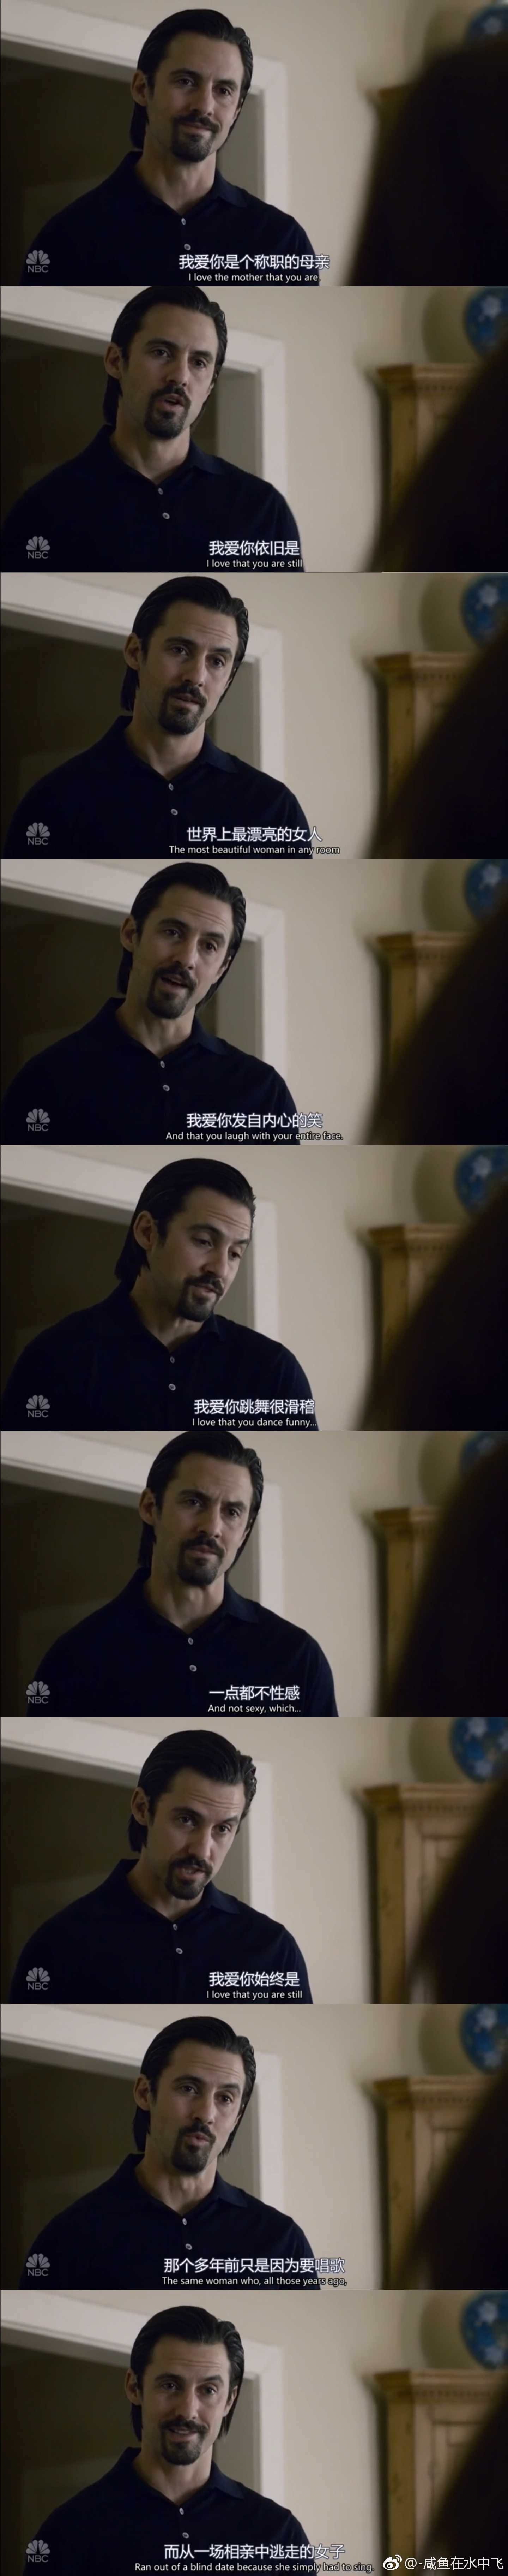 我爱你是个称职的母亲
I love the mother that you are.
NBC
我爱你依旧是
I love that you are still
NBC
世界上最漂亮的女人
The most beautiful woman in any room
NBC
我爱你发自内心的笑
And that you laugh with your entire face.
NBC
我爱你跳舞很滑稽
I love that you dance funny...
NBC
一点都不性感
And not sexy, which...
NBC
我爱你始终是
I love that you are still
NBC
那个多年前只是因为要唱歌
The same woman who, all those years ago,
NBC
而从一场相亲中逃走的女子
Ran out of a blind date because she simply had to sing.
NBC
@-咸鱼在水中飞